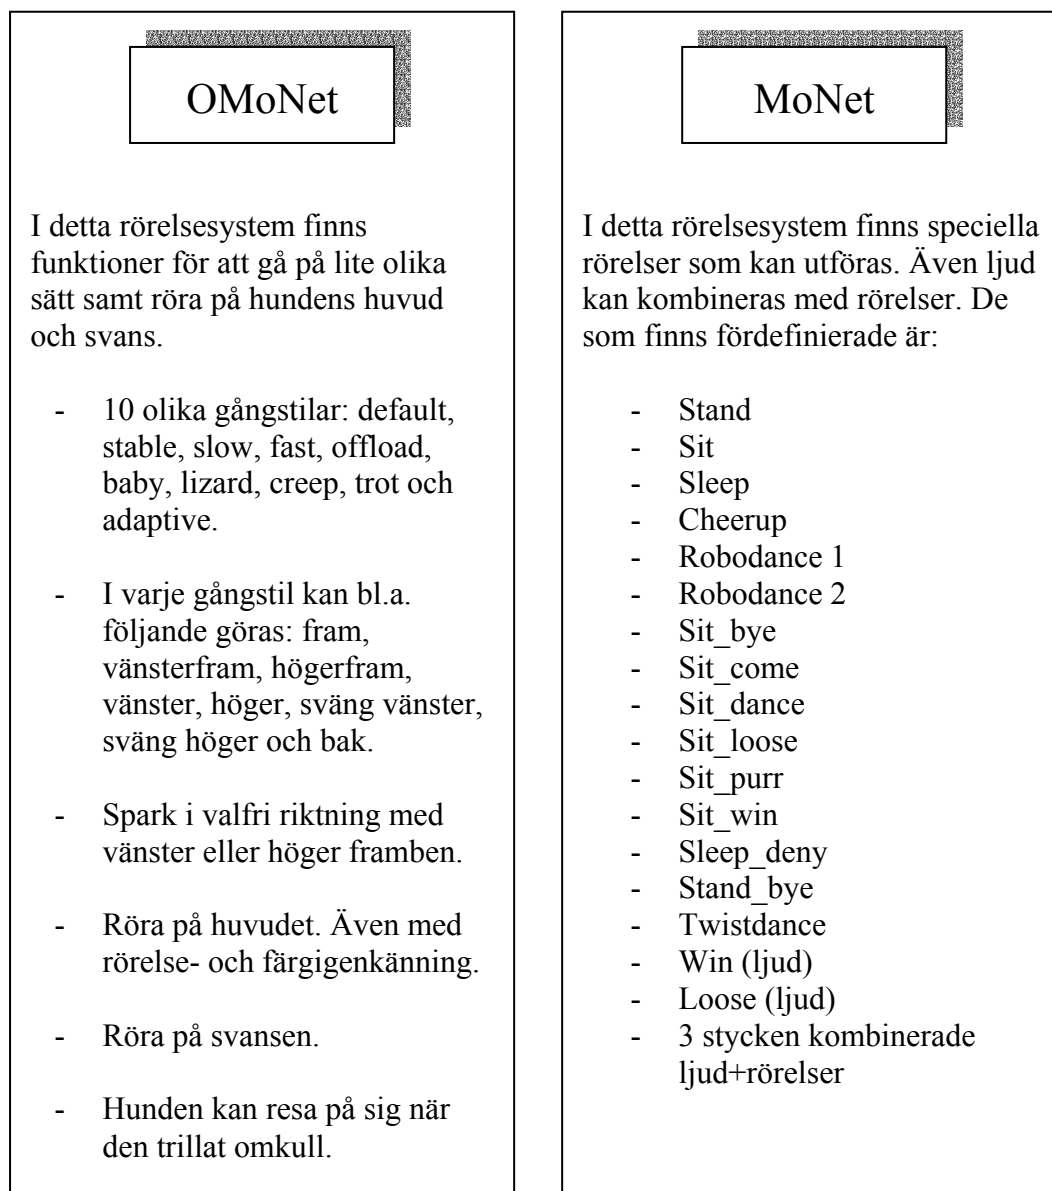 OMoNet
I detta rörelsesystem finns
funktioner för att gå på lite olika
sätt samt röra på hundens huvud
och svans.
- 10 olika gångstilar: default,
stable, slow, fast, offload,
baby, lizard, creep, trot och
adaptive.
- I varje gångstil kan bl.a.
följande göras: fram,
vänsterfram, högerfram,
vänster, höger, sväng vänster,
sväng höger och bak.
- Spark i valfri riktning med
vänster eller höger framben.
- Röra på huvudet. Även med
rörelse- och färgigenkänning.
- Röra på svansen.
- Hunden kan resa på sig när
den trillat omkull.
MoNet
I detta rörelsesystem finns speciella
rörelser som kan utföras. Även ljud
kan kombineras med rörelser. De
som finns fördefinierade är:
- Stand
- Sit
- Sleep
- Cheerup
- Robodance 1
- Robodance 2
- Sit_bye
- Sit_come
- Sit_dance
- Sit_loose
- Sit_purr
- Sit_win
- Sleep_deny
- Stand_bye
- Twistdance
- Win (ljud)
- Loose (ljud)
- 3 stycken kombinerade
ljud+rörelser